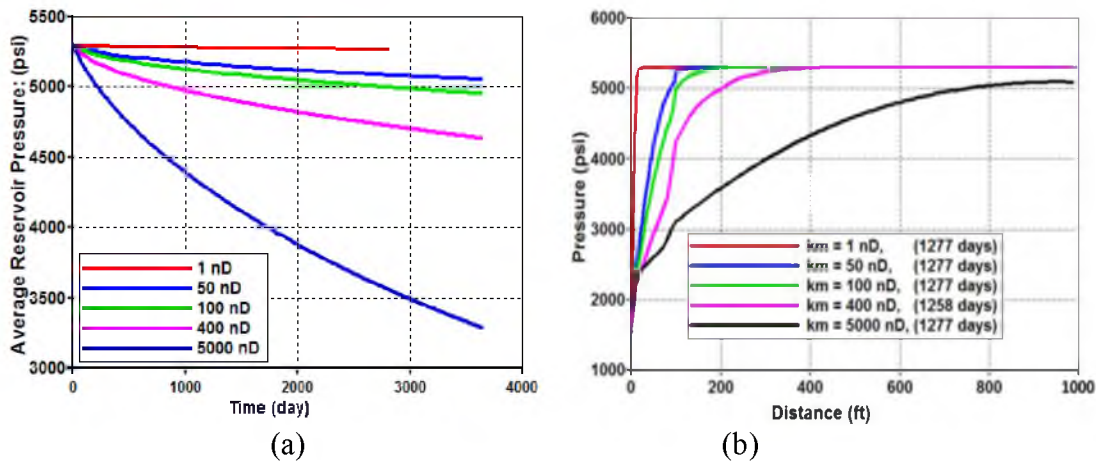 5500
5000
4500
4000
3500
3000
0
1000
2000
3000
4000
Average Reservoir Pressure: (psi)
Time (day)
1 nD
50 nD
100 nD
400 nD
5000 nD
(a)
6000
5000
4000
3000
2000
1000
0
200
400
600
800
1000
Pressure (psi)
Distance (ft)
km = 1 nD, (1277 days)
km = 50 nD, (1277 days)
km = 100 nD, (1277 days)
km = 400 nD, (1258 days)
km = 5000 nD, (1277 days)
(b)